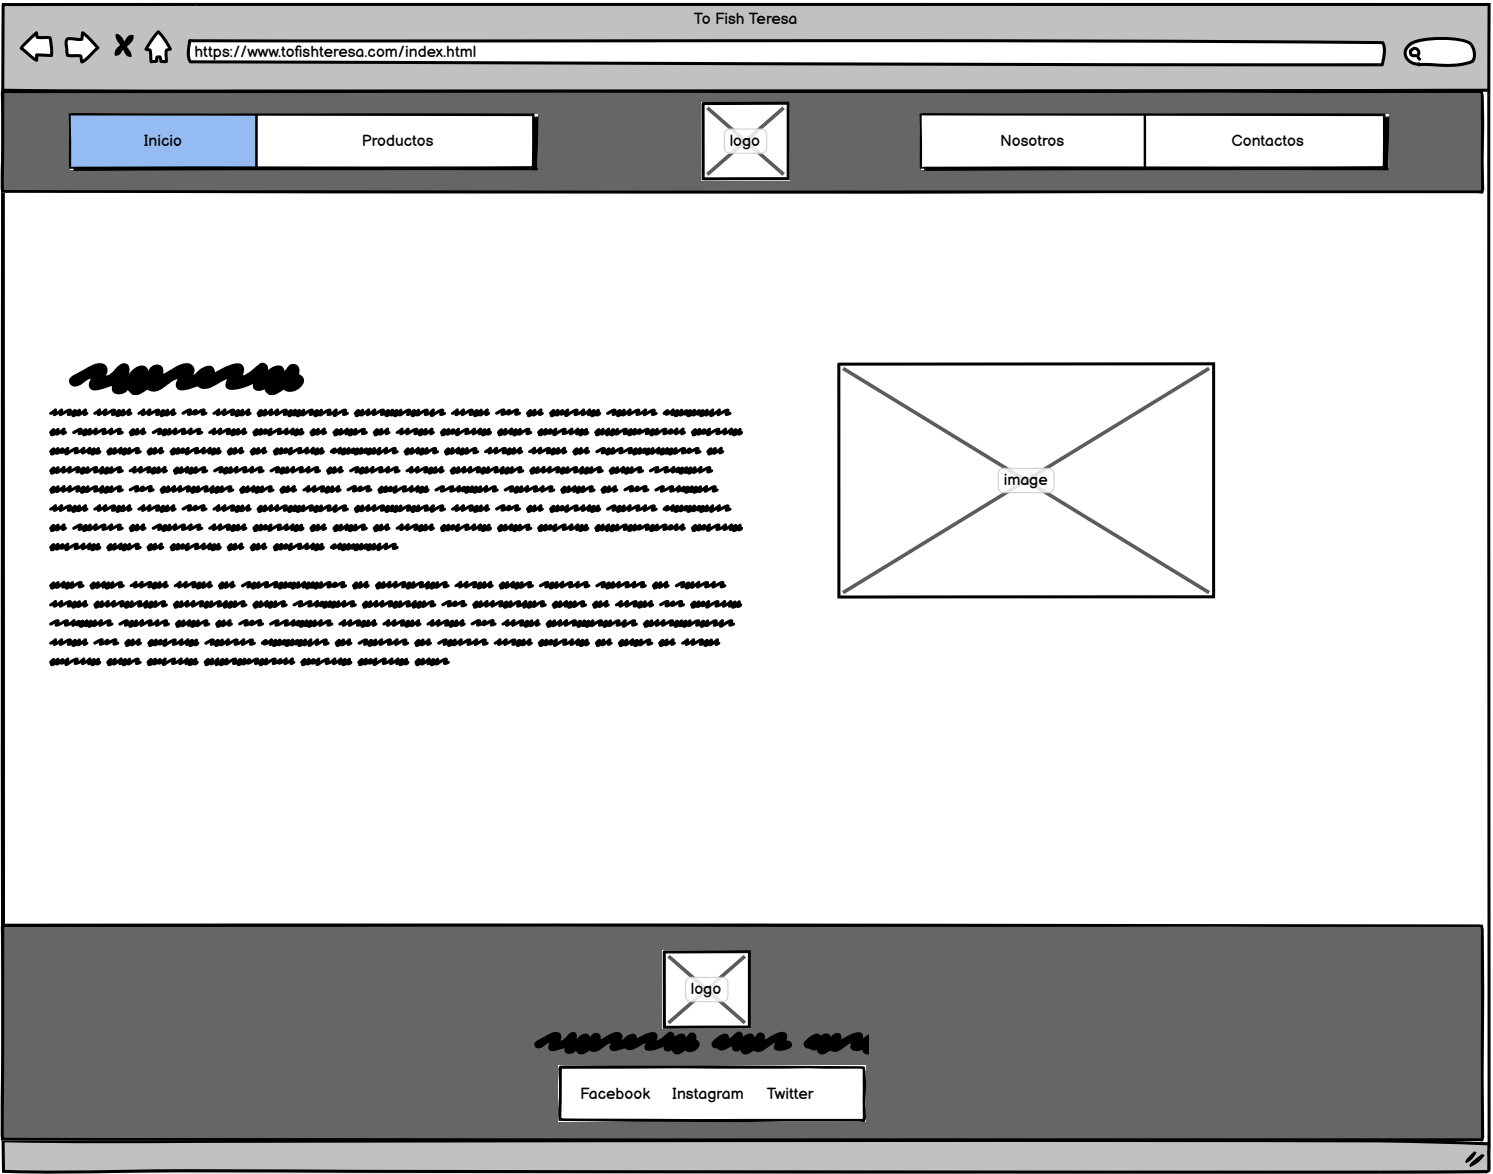 To Fish Teresa
https://www.tofishteresa.com/index.html
Inicio Productos logo Nosotros Contactos
image
logo
Facebook Instagram Twitter